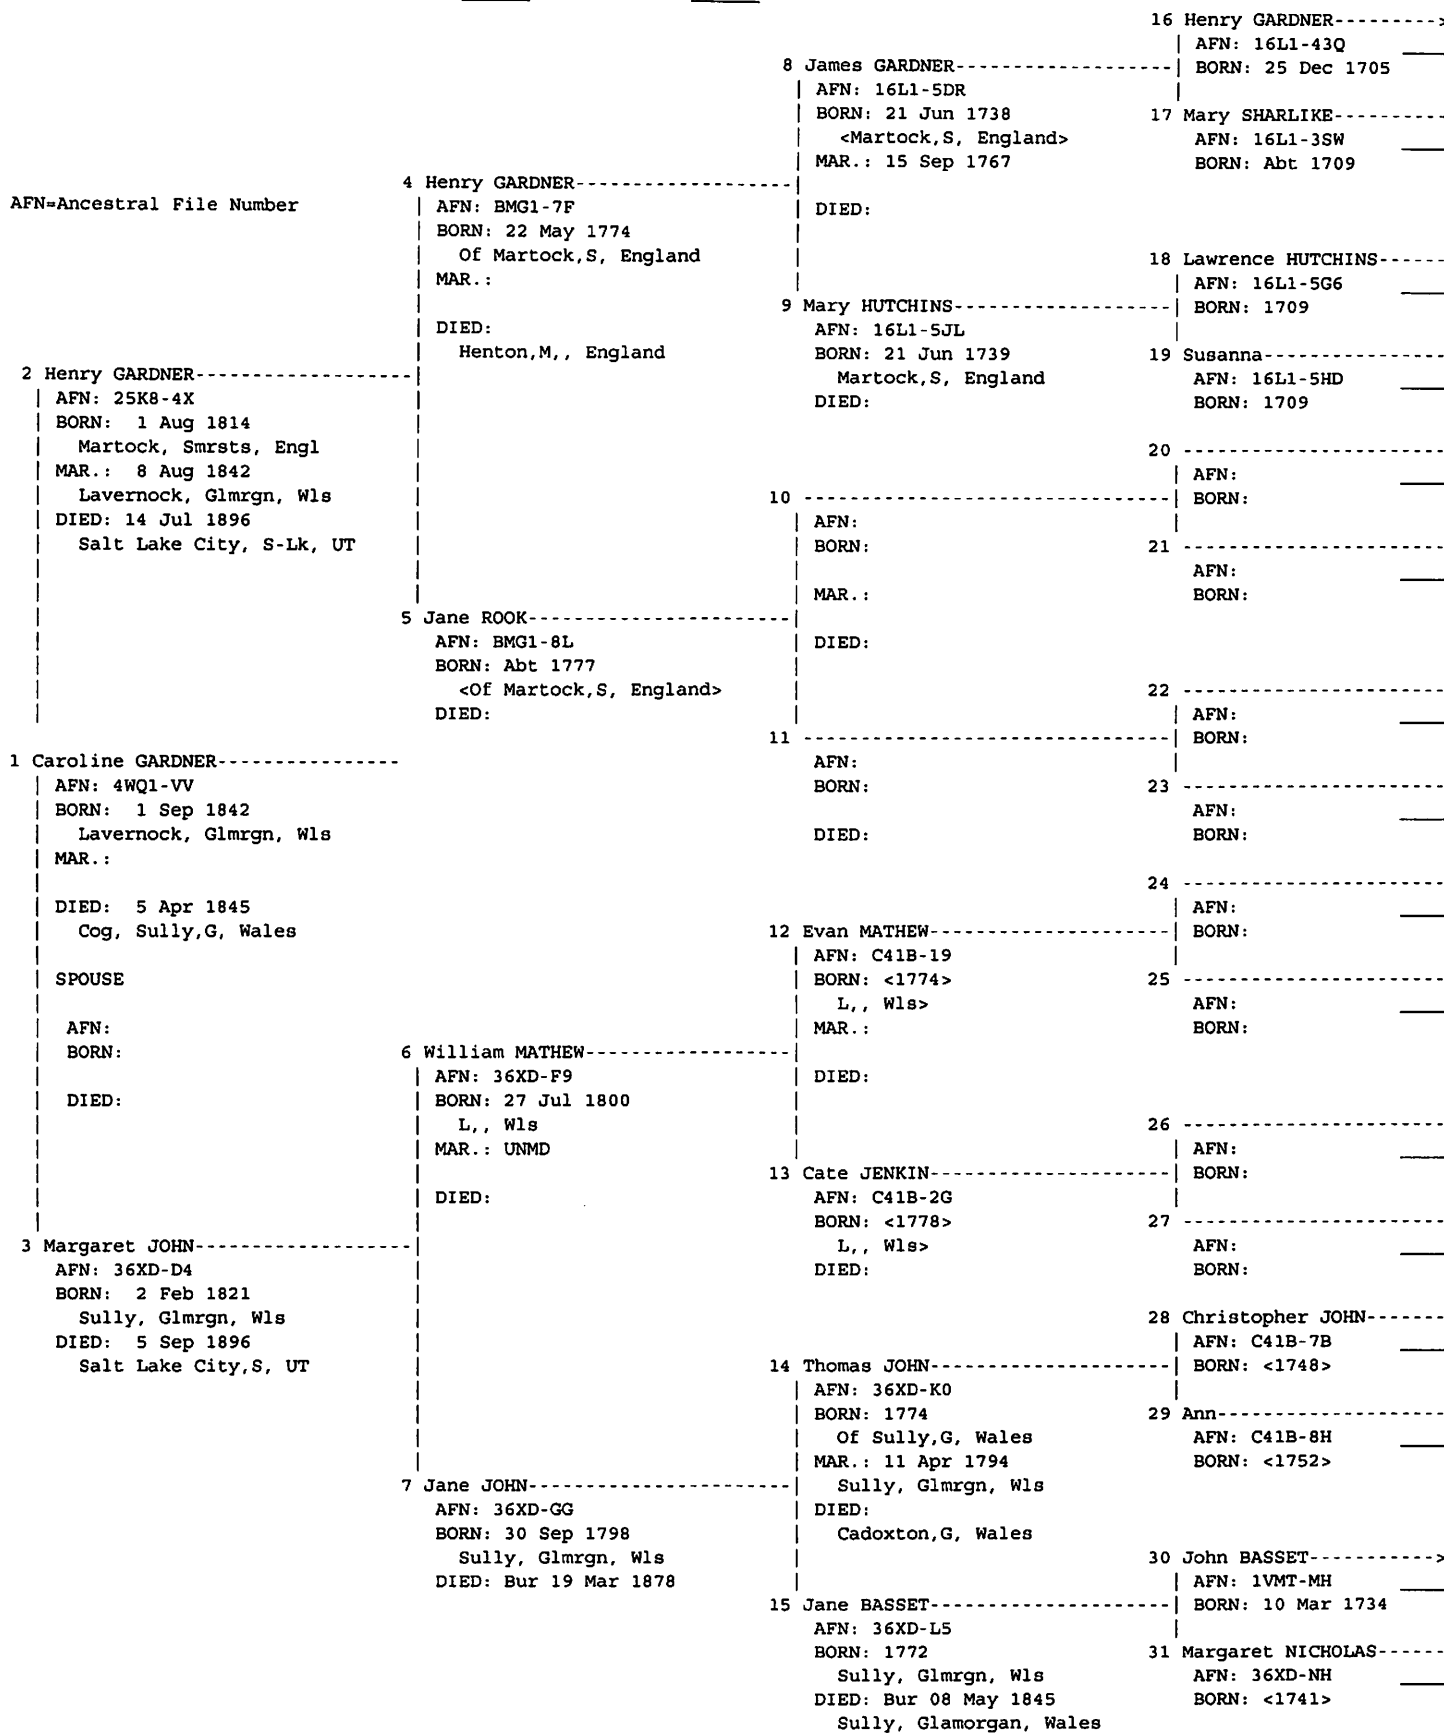 AFN=Ancestral File Number
1 Caroline GARDNER----------------
AFN: 4WQ1-VV
BORN: 1 Sep 1842
Lavernock, Glmrgn, Wls
MAR.:
DIED: 5 Apr 1845
Cog, Sully,G, Wales
SPOUSE
AFN:
BORN:
DIED:
2 Henry GARDNER-------------------
AFN: 25K8-4X
BORN: 1 Aug 1814
Martock, Smrsts, Engl
MAR.: 8 Aug 1842
Lavernock, Glmrgn, Wls
DIED: 14 Jul 1896
Salt Lake City, S-Lk, UT
3 Margaret JOHN-------------------
AFN: 36XD-D4
BORN: 2 Feb 1821
Sully, Glmrgn, Wls
DIED: 5 Sep 1896
Salt Lake City,S, UT
4 Henry GARDNER-------------------
AFN: BMG1-7F
BORN: 22 May 1774
Of Martock,S, England
MAR.:
DIED:
Henton,M,, England
5 Jane ROOK-----------------------
AFN: BMG1-8L
BORN: Abt 1777
<Of Martock,S, England>
DIED:
6 William MATHEW------------------
AFN: 36XD-F9
BORN: 27 Jul 1800
L,, Wls
MAR.: UNMD
DIED:
7 Jane JOHN-----------------------
AFN: 36XD-GG
BORN: 30 Sep 1798
Sully, Glmrgn, Wls
DIED: Bur 19 Mar 1878
8 James GARDNER-------------------
AFN: 16L1-5DR
BORN: 21 Jun 1738
<Martock,S, England>
MAR.: 15 Sep 1767
DIED:
9 Mary HUTCHINS-------------------
AFN: 16L1-5JL
BORN: 21 Jun 1739
Martock,S, England
DIED:
10 -------------------------------
AFN:
BORN:
MAR.:
DIED:
11 -------------------------------
AFN:
BORN:
DIED:
12 Evan MATHEW--------------------
AFN: C41B-19
BORN: <1774>
L,, Wls>
MAR.:
DIED:
13 Cate JENKIN--------------------
AFN: C41B-2G
BORN: <1778>
L,, Wls>
DIED:
14 Thomas JOHN--------------------
AFN: 36XD-K0
BORN: 1774
Of Sully,G, Wales
MAR.: 11 Apr 1794
Sully, Glmrgn, Wls
DIED:
Cadoxton,G, Wales
15 Jane BASSET--------------------
AFN: 36XD-L5
BORN: 1772
Sully, Glmrgn, Wls
DIED: Bur 08 May 1845
Sully, Glamorgan, Wales
16 Henry GARDNER--------->
AFN: 16L1-43Q
BORN: 25 Dec 1705
17 Mary SHARLIKE----------
AFN: 16L1-3SW
BORN: Abt 1709
18 Lawrence HUTCHINS------
AFN: 16L1-5G6
BORN: 1709
19 Susanna----------------
AFN: 16L1-5HD
BORN: 1709
20 -----------------------
AFN:
BORN:
21 -----------------------
AFN:
BORN:
22 -----------------------
AFN:
BORN:
23 -----------------------
AFN:
BORN:
24 -----------------------
AFN:
BORN:
25 -----------------------
AFN:
BORN:
26 -----------------------
AFN:
BORN:
27 -----------------------
AFN:
BORN:
28 Christopher JOHN-------
AFN: C41B-7B
BORN: <1748>
29 Ann--------------------
AFN: C41B-8H
BORN: <1752>
30 John BASSET----------->
AFN: 1VMT-MH
BORN: 10 Mar 1734
31 Margaret NICHOLAS------
AFN: 36XD-NH
BORN: <1741>